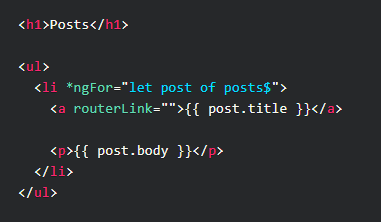 <h1>Posts</h1>
<ul>
<li *ngFor="let post of posts$">
<a routerLink="">{{ post.title }}</a>
<p>{{ post.body }}</p>
</li>
</ul>